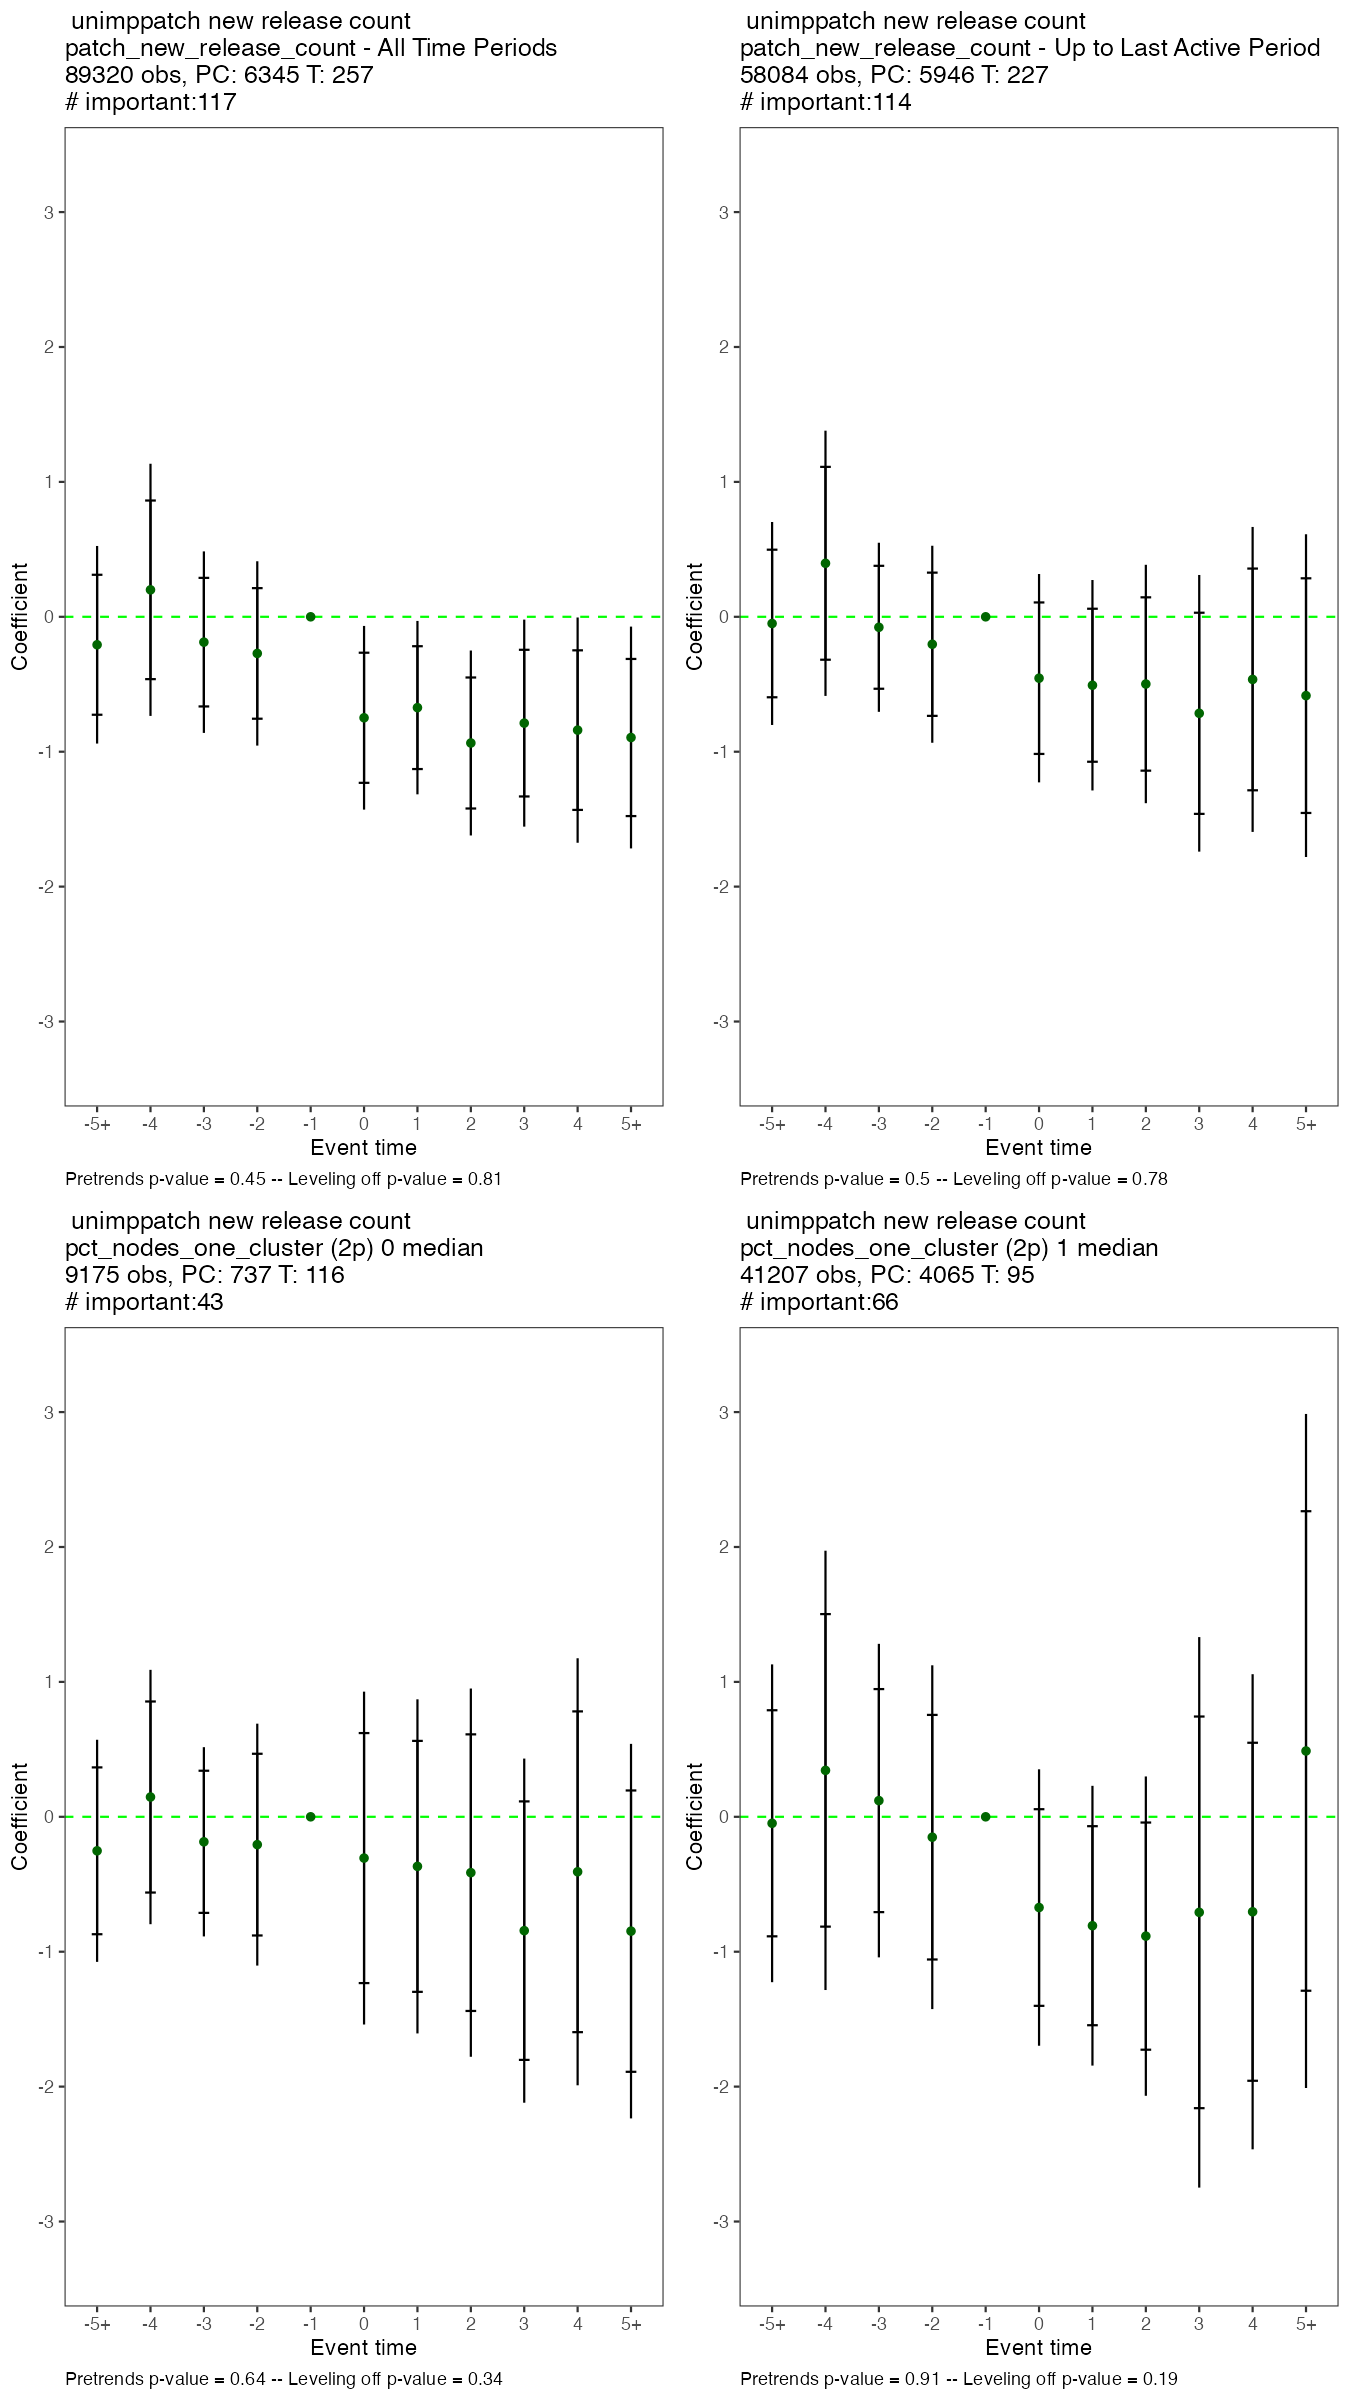 unimppatch new release count
patch_new_release_count - All Time Periods
89320 obs, PC: 6345 T: 257
# important:117
3
2
1
0
-1
-2
-3
Coefficient
-5+ -4 -3 -2 -1 0 1 2 3 4 5+
Event time
Pretrends p-value = 0.45 -- Leveling off p-value = 0.81
unimppatch new release count
patch_new_release_count - Up to Last Active Period
58084 obs, PC: 5946 T: 227
# important:114
3
2
1
0
-1
-2
-3
Coefficient
-5+ -4 -3 -2 -1 0 1 2 3 4 5+
Event time
Pretrends p-value = 0.5 -- Leveling off p-value = 0.78
unimppatch new release count
pct_nodes_one_cluster (2p) 0 median
9175 obs, PC: 737 T: 116
# important:43
3
2
1
0
-1
-2
-3
Coefficient
-5+ -4 -3 -2 -1 0 1 2 3 4 5+
Event time
Pretrends p-value = 0.64 -- Leveling off p-value = 0.34
unimppatch new release count
pct_nodes_one_cluster (2p) 1 median
41207 obs, PC: 4065 T: 95
# important:66
3
2
1
0
-1
-2
-3
Coefficient
-5+ -4 -3 -2 -1 0 1 2 3 4 5+
Event time
Pretrends p-value = 0.91 -- Leveling off p-value = 0.19